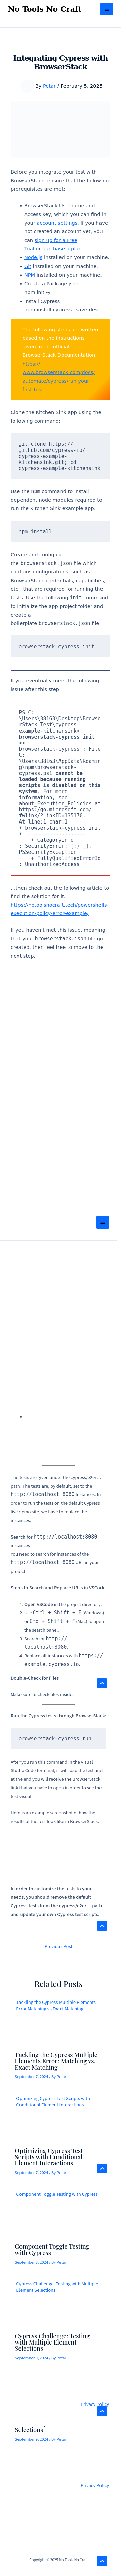 No Tools No Craft
Integrating Cypress with
BrowserStack
By Petar / February 5, 2025
Before you integrate your test with
BrowserStack, ensure that the following
prerequisites are met:
BrowserStack Username and
Access key, which you can find in
your account settings. If you have
not created an account yet, you
can sign up for a Free
Trial or purchase a plan.
Node.js installed on your machine.
Git installed on your machine.
NPM installed on your machine.
Create a Package.json
npm init -y
Install Cypress
npm install cypress --save-dev
The following steps are written
based on the instructions
given in the official
BrowserStack Documentation:
https://
www.browserstack.com/docs/
automate/cypress/run-your-
first-test
Clone the Kitchen Sink app using the
following command:
git clone https://
github.com/cypress-io/
cypress-example-
kitchensink.git; cd
cypress-example-kitchensink
Use the npm command to install
dependent node modules required to
run the Kitchen Sink example app:
npm install
Create and configure
the browserstack.json file which
contains configurations, such as
BrowserStack credentials, capabilities,
etc., that are required for running the
tests. Use the following init command
to initialize the app project folder and
create a
boilerplate browserstack.json file:
browserstack-cypress init
If you eventually meet the following
issue after this step
PS C:
\Users\38163\Desktop\Browse
rStack Test\cypress-
example-kitchensink>
browserstack-cypress init
>>
browserstack-cypress : File
C:
\Users\38163\AppData\Roamin
g\npm\browserstack-
cypress.ps1 cannot be
loaded because running
scripts is disabled on this
system. For more
information, see
about_Execution_Policies at
https:/go.microsoft.com/
fwlink/?LinkID=135170.
At line:1 char:1
+ browserstack-cypress init
+ ~~~~~~~~~~~~~~~~~~~~
+ CategoryInfo
: SecurityError: (:) [],
PSSecurityException
+ FullyQualifiedErrorId
: UnauthorizedAccess
...then check out the following article to
find the solution for it:
https://notoolsnocraft.tech/powershells-
execution-policy-error-example/
If you haven't met this issue, meaning
that your browserstack.json file got
created, then feel free to move to the
next step:
The tests are given under the cypress/e2e/ ...
path. The tests are, by default, set to the
http://localhost:8080 instances. In
order to run the tests on the default Cypress
live demo site, we have to replace the
instances.
Search for http://localhost:8080
instances
You need to search for instances of the
http://localhost:8080 URL in your
project.
Steps to Search and Replace URLs in VSCode
1. Open VSCode in the project directory.
2. Use Ctrl + Shift + F (Windows)
or Cmd + Shift + F (Mac) to open
the search panel.
3. Search for http://
localhost:8080.
4. Replace all instances with https://
example.cypress.io.
Double-Check for Files
Make sure to check files inside:
Run the Cypress tests through BrowserStack:
browserstack-cypress run
After you run this command in the Visual
Studio Code terminal, it will load the test and
at the end you will receive the BrowserStack
link that you have to open in order to see the
test visual.
Here is an example screenshot of how the
results of the test look like in BrowserStack:
In order to customize the tests to your
needs, you should remove the default
Cypress tests from the cypress/e2e/... path
and update your own Cypress test scripts.
Previous Post
Related Posts
Tackling the Cypress Multiple Elements
Error: Matching vs. Exact Matching
Tackling the Cypress Multiple
Elements Error: Matching vs.
Exact Matching
September 7, 2024 / By Petar
Optimizing Cypress Test Scripts with
Conditional Element Interactions
Optimizing Cypress Test
Scripts with Conditional
Element Interactions
September 7, 2024 / By Petar
Component Toggle Testing with Cypress
Component Toggle Testing
with Cypress
September 8, 2024 / By Petar
Cypress Challenge: Testing with Multiple
Element Selections
Cypress Challenge: Testing
with Multiple Element
Selections
September 9, 2024 / By Petar
Privacy Policy
Selections
September 9, 2024 / By Petar
Privacy Policy
Copyright © 2025 No Tools No Craft